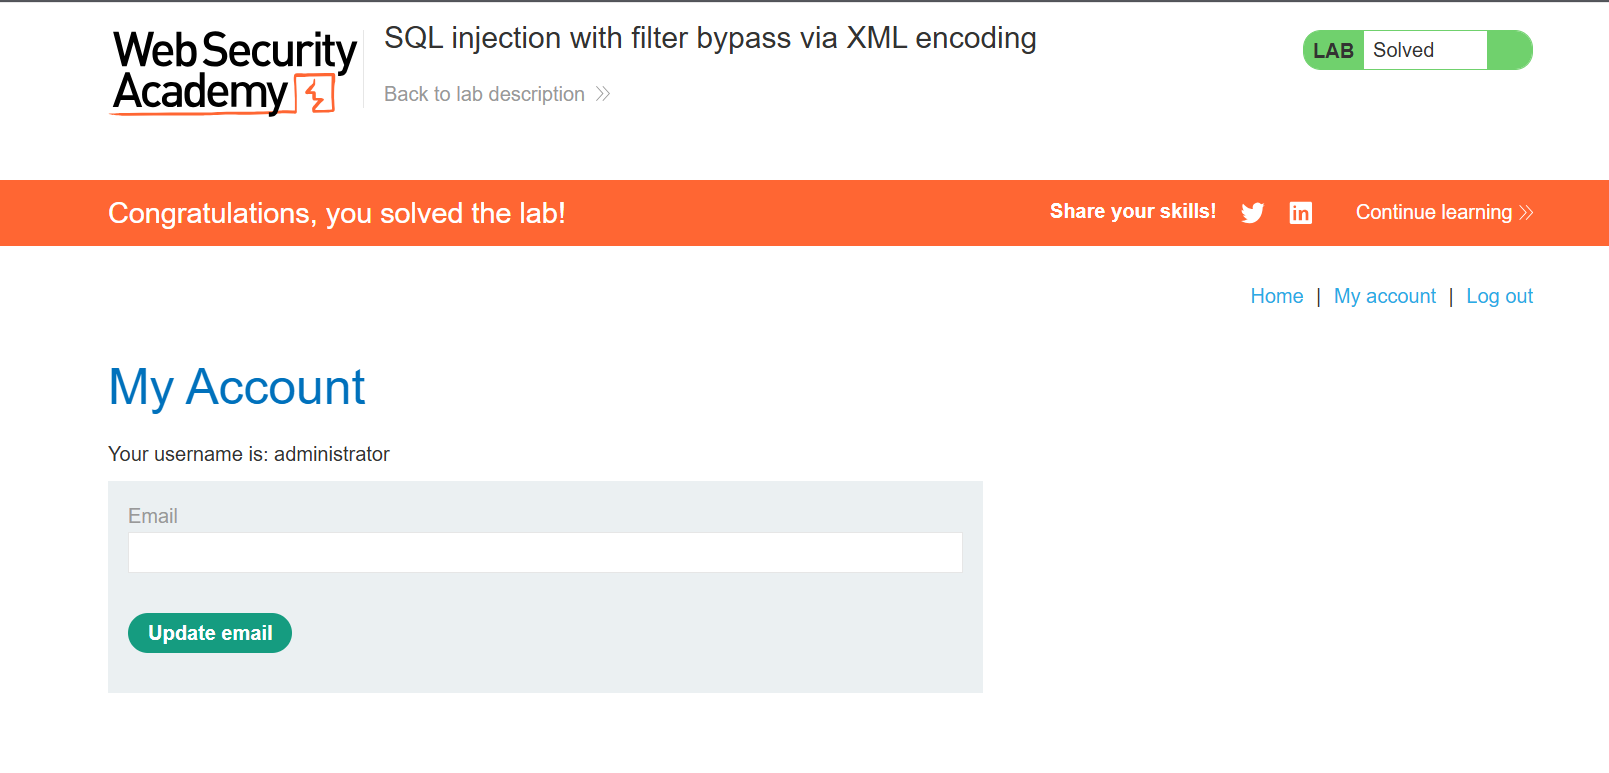 Web Security
Academy
SQL injection with filter bypass via XML encoding
Back to lab description
LAB Solved
Congratulations, you solved the lab!
Share your skills!
in
Continue learning
Home | My account | Log out
My Account
Your username is: administrator
Email
Update email